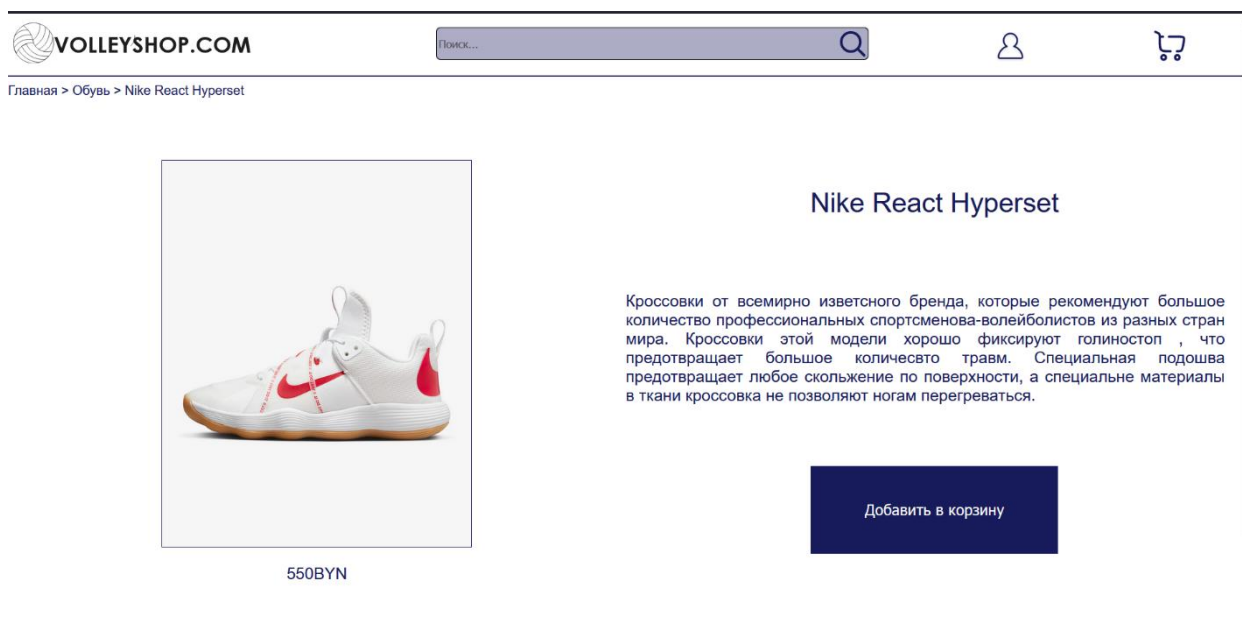 VOLLEYSHOP.COM
Поиск...
Главная > Обувь > Nike React Hyperset
Nike React Hyperset
Кроссовки от всемирно изветсного бренда, которые рекомендуют большое
количество профессиональных спортсменова-волейболистов из разных стран
мира. Кроссовки этой модели хорошо фиксируют голиностоп , что
предотвращает большое количесвто травм. Специальная подошва
предотвращает любое скольжение по поверхности, а специальне материалы
в ткани кроссовка не позволяют ногам перегреваться.
Добавить в корзину
550BYN